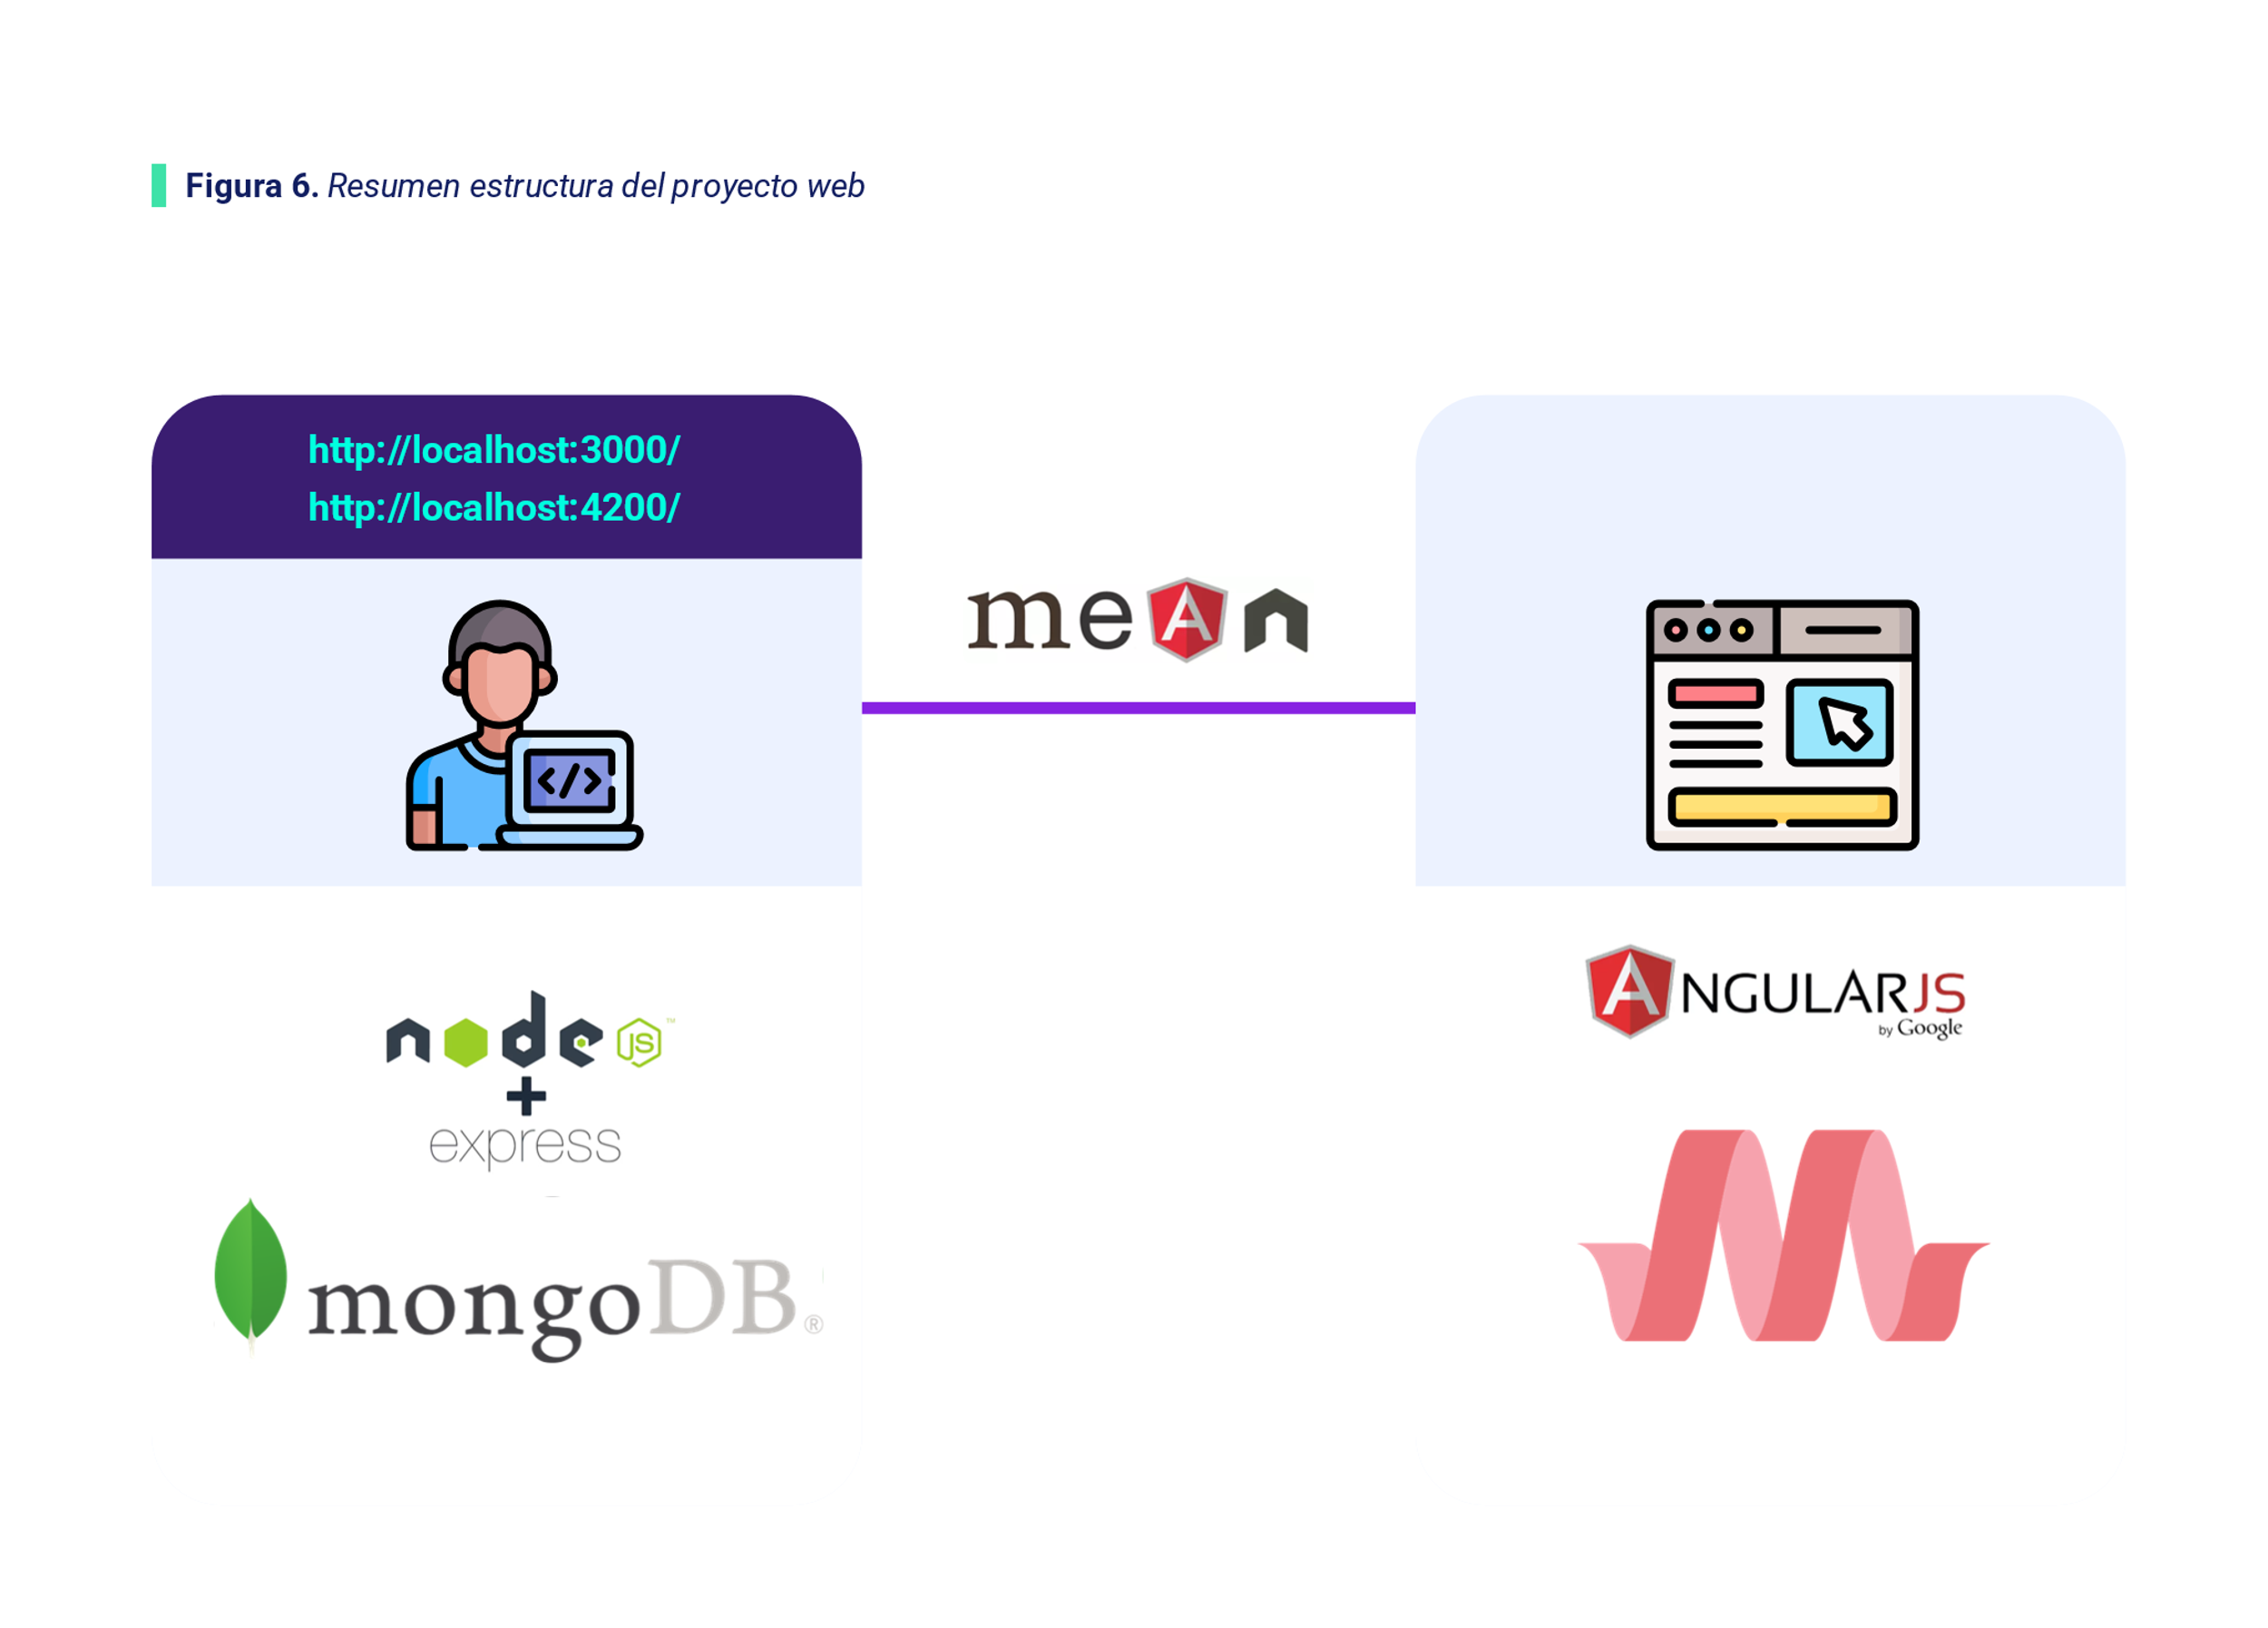 Figura 6. Resumen estructura del proyecto web
http://localhost:3000/
http://localhost:4200/
meAn
</>
node JS ™
+
express
mongoDB®
ANGULARJS
by Google